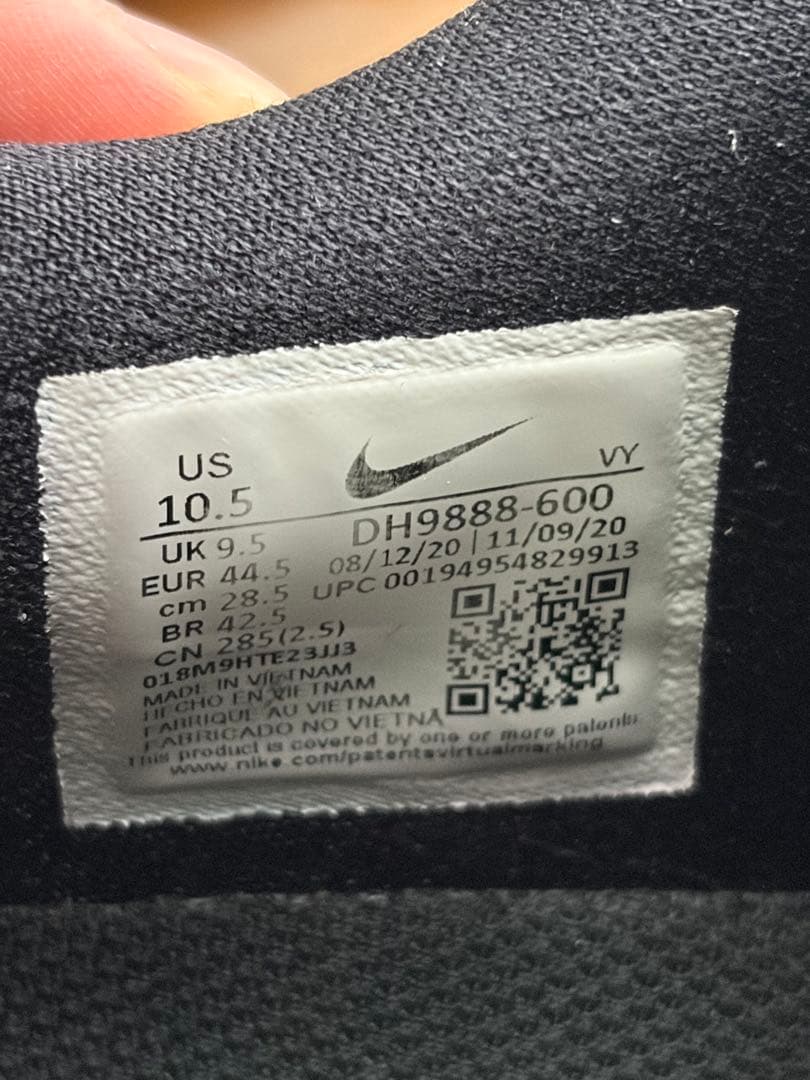 US
10.5
VY
UK 9.5
DH9888-600
EUR 44.5
08/12/20 | 11/09/20
cm 28.5
UPC 00194954829913
BR 42.5
CN 285(2.5)
018M9HTE23JJ3
MADE IN VIETNAM
HECHO EN VIETNAM
FABRIQUE AU VIETNAM
FABRICADO NO VIETNA
This product is covered by one or more patents
www.nike.com/patentsvirtualmarking